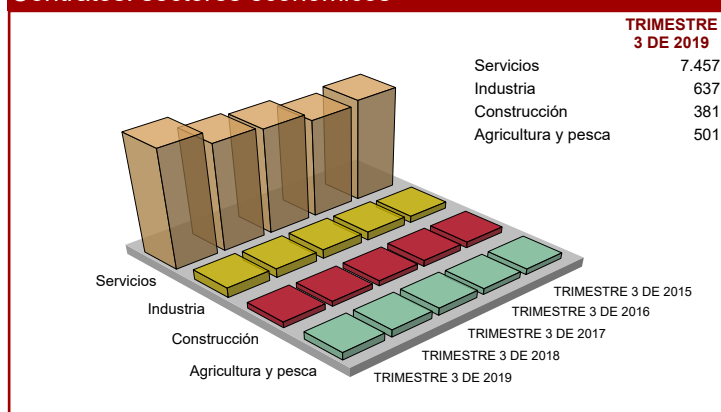 TRIMESTRE
3 DE 2019
Servicios 7.457
Industria 637
Construcción 381
Agricultura y pesca 501
Servicios
Industria
Construcción
Agricultura y pesca
TRIMESTRE 3 DE 2015
TRIMESTRE 3 DE 2016
TRIMESTRE 3 DE 2017
TRIMESTRE 3 DE 2018
TRIMESTRE 3 DE 2019